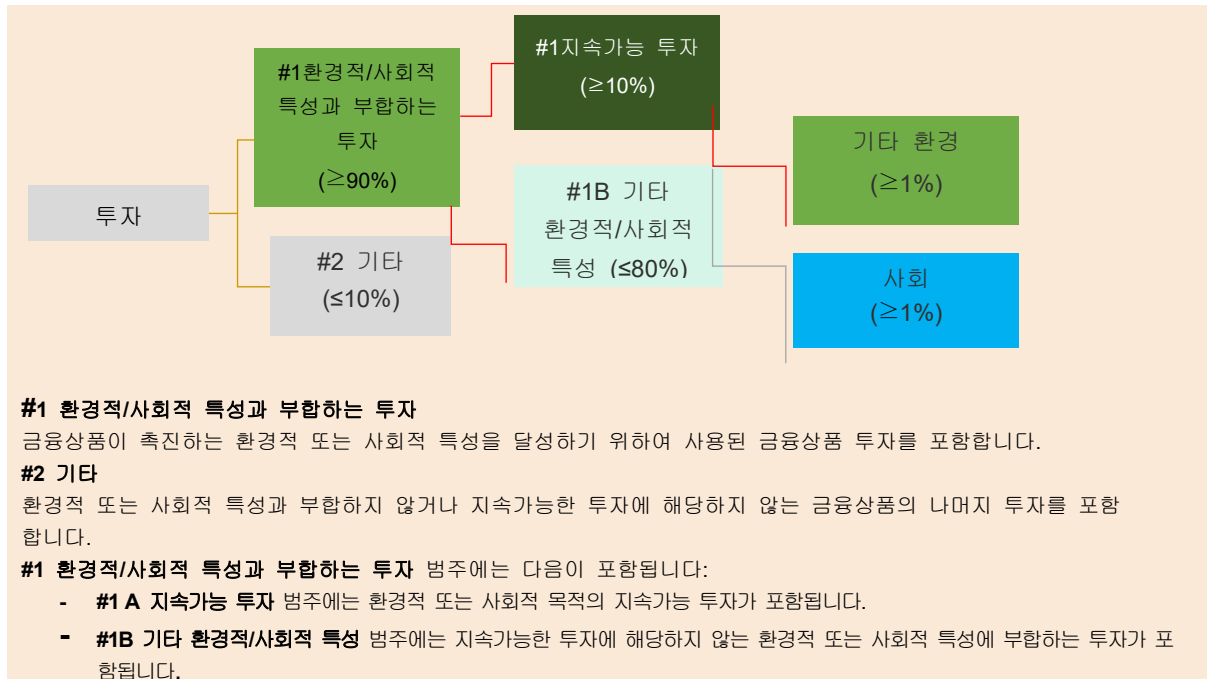 #1환경적/사회적
특성과 부합하는
투자
(≥90%)
#1지속가능 투자
(≥10%)
기타 환경
(≥1%)
투자
#1B 기타
환경적/사회적
특성 (≤80%)
#2 기타
(≤10%)
사회
(≥1%)
#1 환경적/사회적 특성과 부합하는 투자
금융상품이 촉진하는 환경적 또는 사회적 특성을 달성하기 위하여 사용된 금융상품 투자를 포함합니다.
#2 기타
환경적 또는 사회적 특성과 부합하지 않거나 지속가능한 투자에 해당하지 않는 금융상품의 나머지 투자를 포함
합니다.
#1 환경적/사회적 특성과 부합하는 투자 범주에는 다음이 포함됩니다:
- #1 A 지속가능 투자 범주에는 환경적 또는 사회적 목적의 지속가능 투자가 포함됩니다.
- #1B 기타 환경적/사회적 특성 범주에는 지속가능한 투자에 해당하지 않는 환경적 또는 사회적 특성에 부합하는 투자가 포
함됩니다.